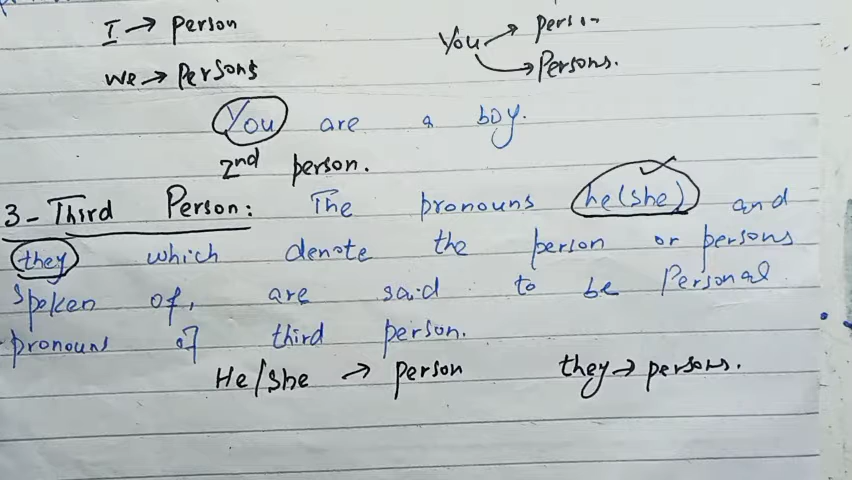 I → Person
You → Person
we → Persons
→ Persons.
You are a boy.
2nd person.
3- Third Person: The pronouns he(she) and
they which denote the person or persons
spoken of, are said to be Personal
pronouns of third person.
He/she → person they → persons.